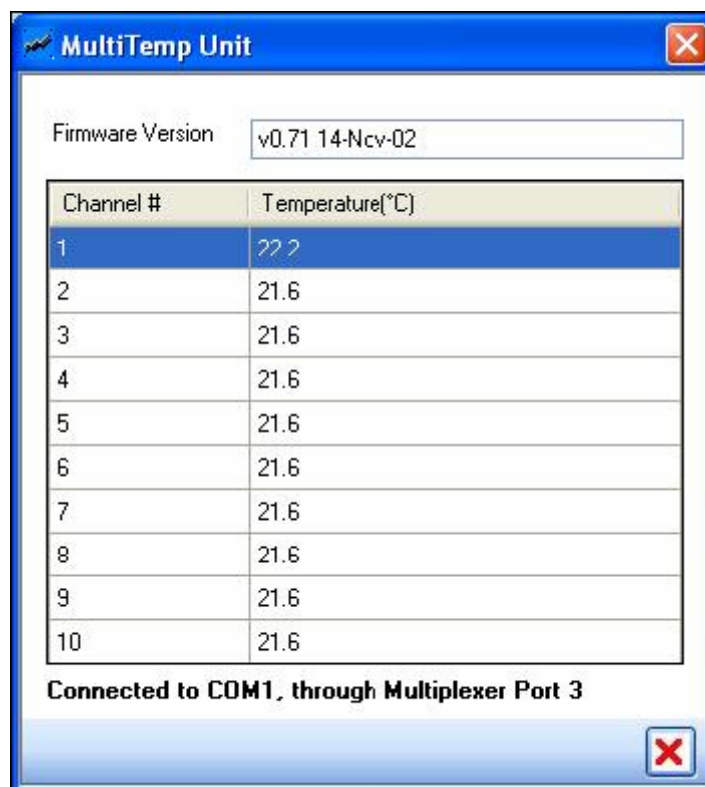 MultiTemp Unit
Firmware Version v0.71 14-Nov-02
Channel # Temperature(°C)
1 22.2
2 21.6
3 21.6
4 21.6
5 21.6
6 21.6
7 21.6
8 21.6
9 21.6
10 21.6
Connected to COM1, through Multiplexer Port 3